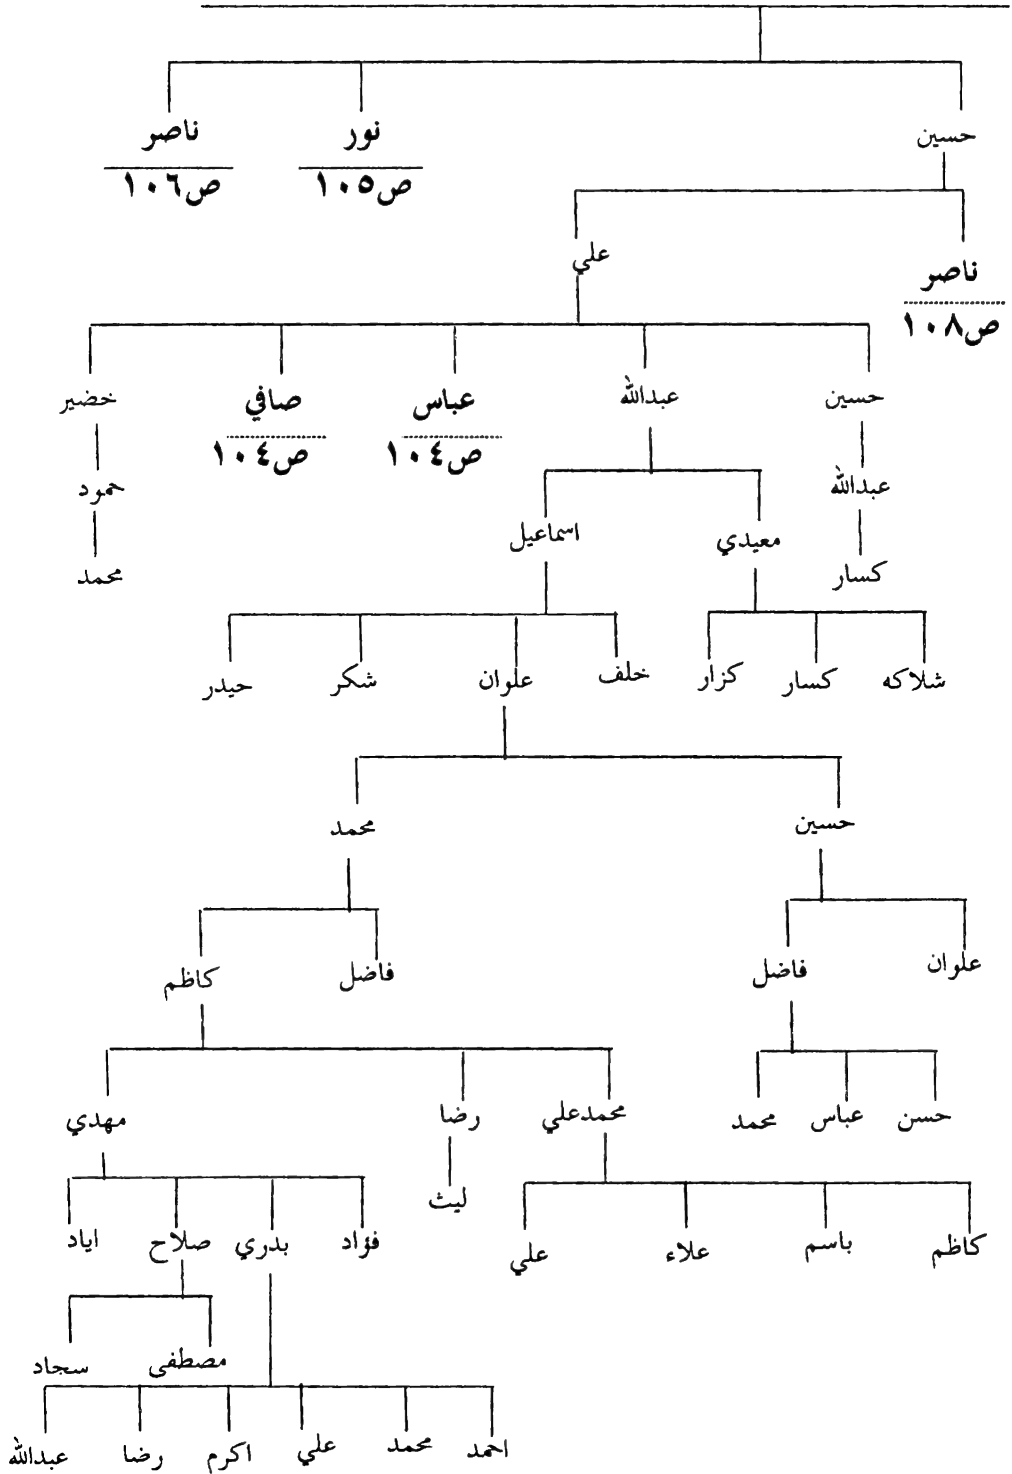 حسين نور ناصر
ص١٠٥ ص١٠٦
علي
ناصر
ص١٠٨
حسين عبدالله عباس صافي خضير
ص١٠٤ ص١٠٤
عبدالله حمود
معيدي اسماعيل
كسار محمد
شلاكه كسار كزار خلف علوان شكر حيدر
حسين محمد
علوان فاضل فاضل كاظم
حسن عباس محمد محمدعلي رضا مهدي
ليث
كاظم باسم علاء علي فؤاد بدري صلاح اياد
مصطفى سجاد
احمد محمد علي اكرم رضا عبدالله